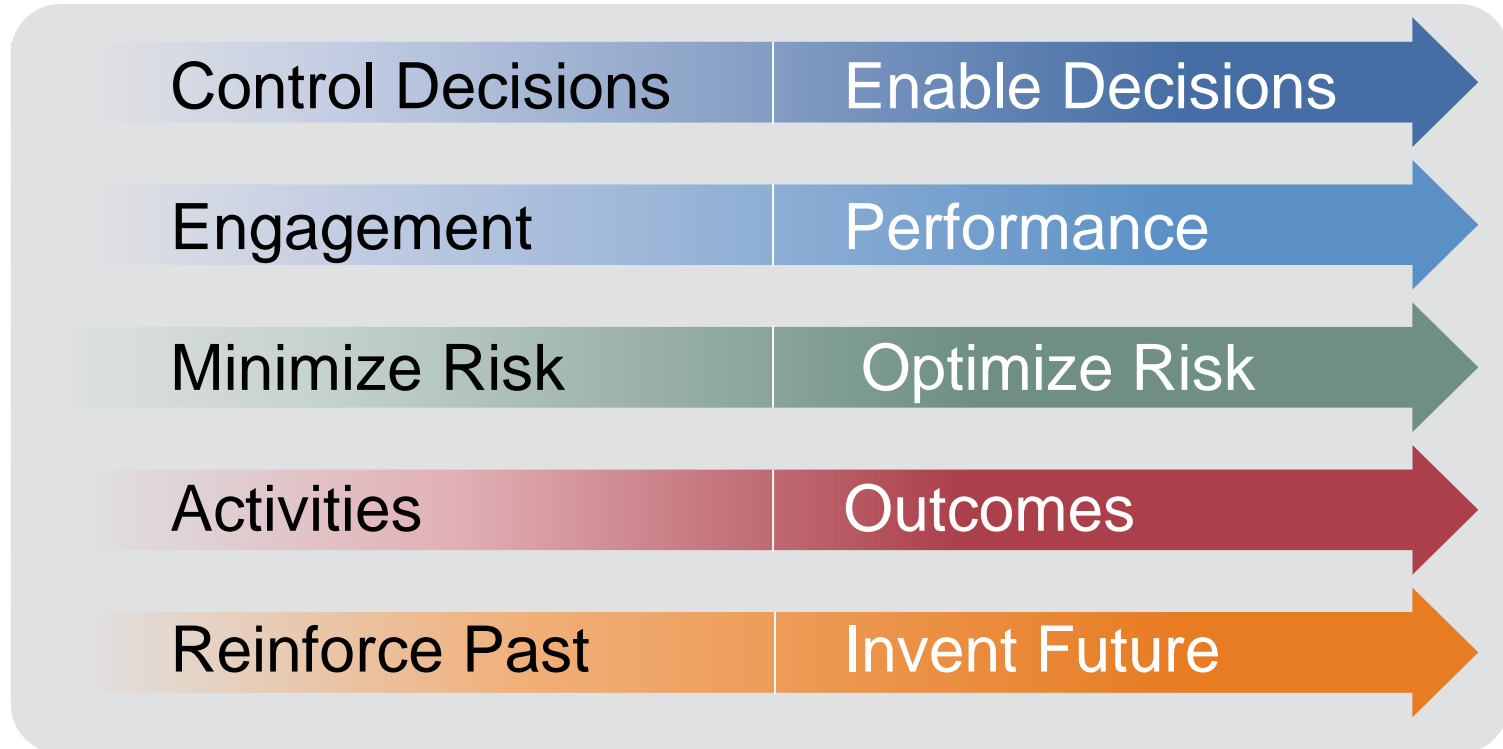 Control Decisions Enable Decisions
Engagement Performance
Minimize Risk Optimize Risk
Activities Outcomes
Reinforce Past Invent Future